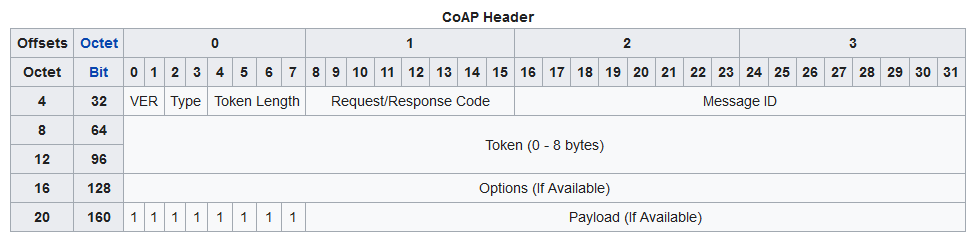 CoAP Header
Offsets Octet 0 1 2 3
Octet Bit 0 1 2 3 4 5 6 7 8 9 10 11 12 13 14 15 16 17 18 19 20 21 22 23 24 25 26 27 28 29 30 31
4 32 VER Type Token Length Request/Response Code Message ID
8 64
Token (0 - 8 bytes)
12 96
16 128 Options (If Available)
20 160 1 1 1 1 1 1 1 1 Payload (If Available)